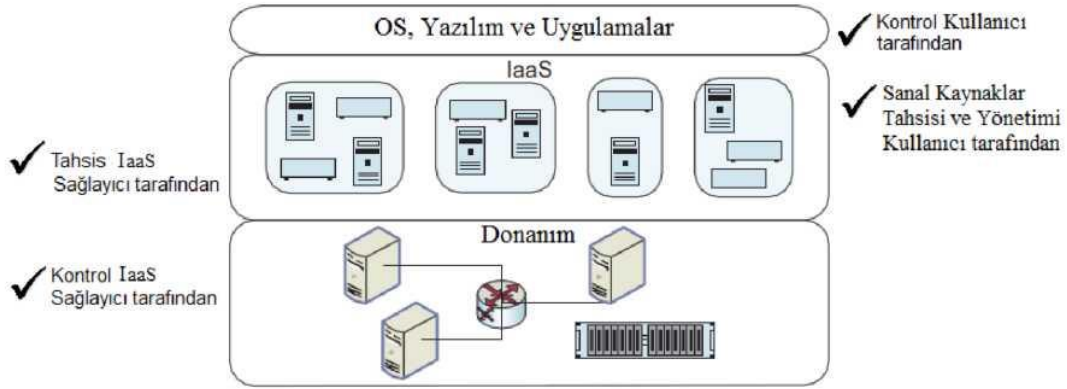 OS, Yazılım ve Uygulamalar
Kontrol Kullanıcı
tarafından
IaaS
Sanal Kaynaklar
Tahsisi ve Yönetimi
Kullanıcı tarafından
Tahsis IaaS
Sağlayıcı tarafından
Donanım
Kontrol IaaS
Sağlayıcı tarafından